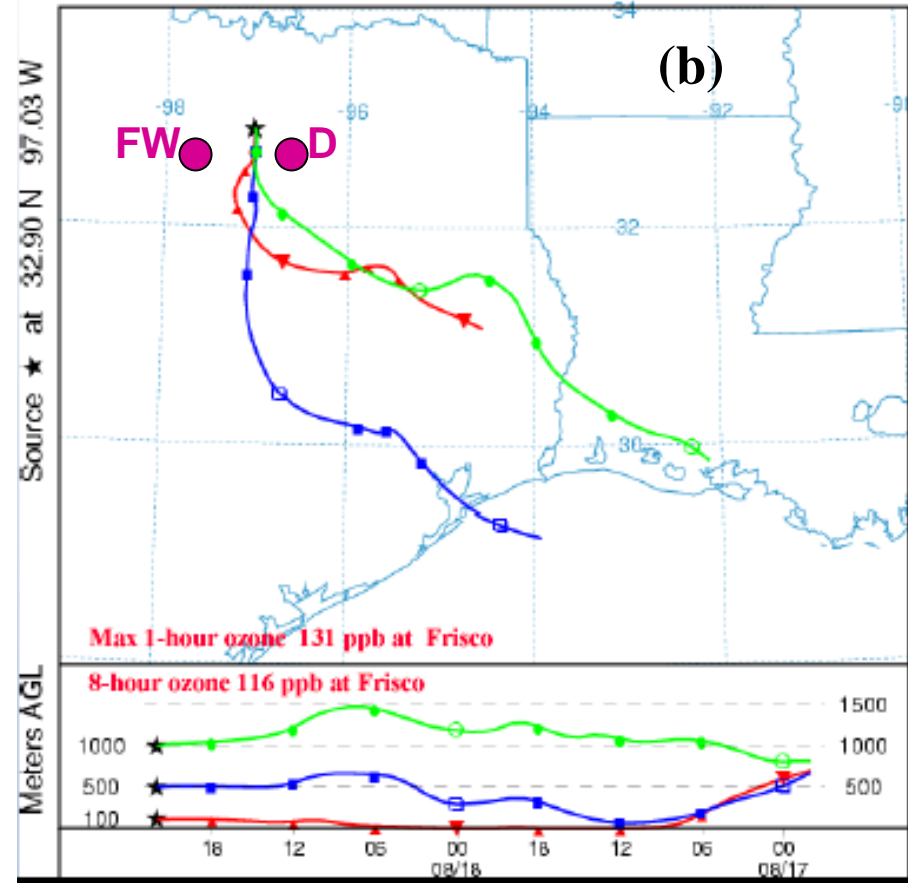 (b)
34
-98
-96
-94
-92
FW
D
32
30
Source ★ at 32.90 N 97.03 W
Max 1-hour ozone 131 ppb at Frisco
8-hour ozone 116 ppb at Frisco
Meters AGL
1500
1000
1000
500
500
100
18 12 06 00 18 12 06 00
08/18 08/17